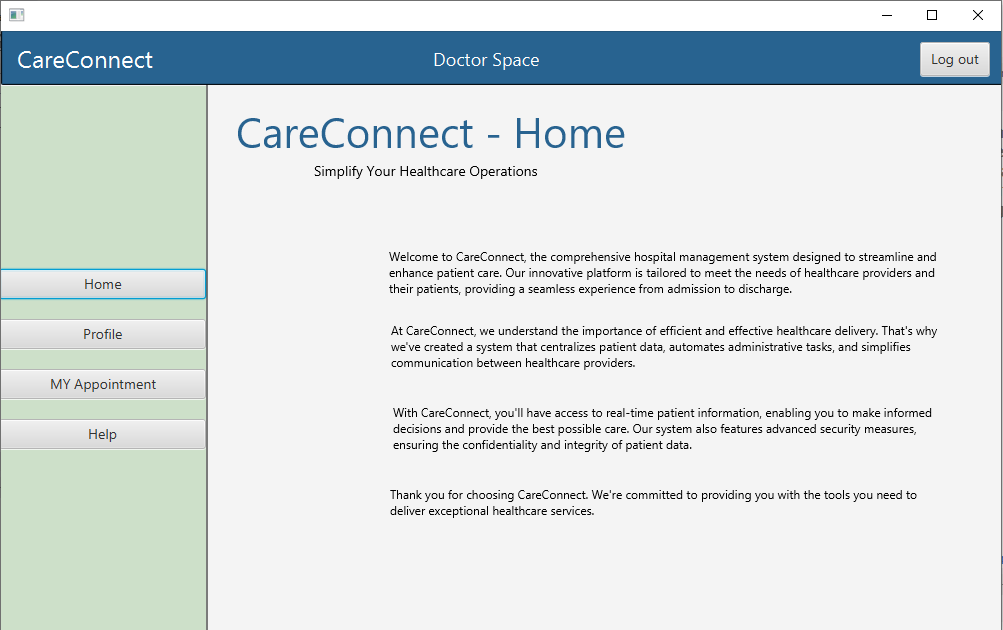 CareConnect
Doctor Space
Log out
CareConnect - Home
Simplify Your Healthcare Operations
Home
Profile
MY Appointment
Help
Welcome to CareConnect, the comprehensive hospital management system designed to streamline and
enhance patient care. Our innovative platform is tailored to meet the needs of healthcare providers and
their patients, providing a seamless experience from admission to discharge.
At CareConnect, we understand the importance of efficient and effective healthcare delivery. That's why
we've created a system that centralizes patient data, automates administrative tasks, and simplifies
communication between healthcare providers.
With CareConnect, you'll have access to real-time patient information, enabling you to make informed
decisions and provide the best possible care. Our system also features advanced security measures,
ensuring the confidentiality and integrity of patient data.
Thank you for choosing CareConnect. We're committed to providing you with the tools you need to
deliver exceptional healthcare services.